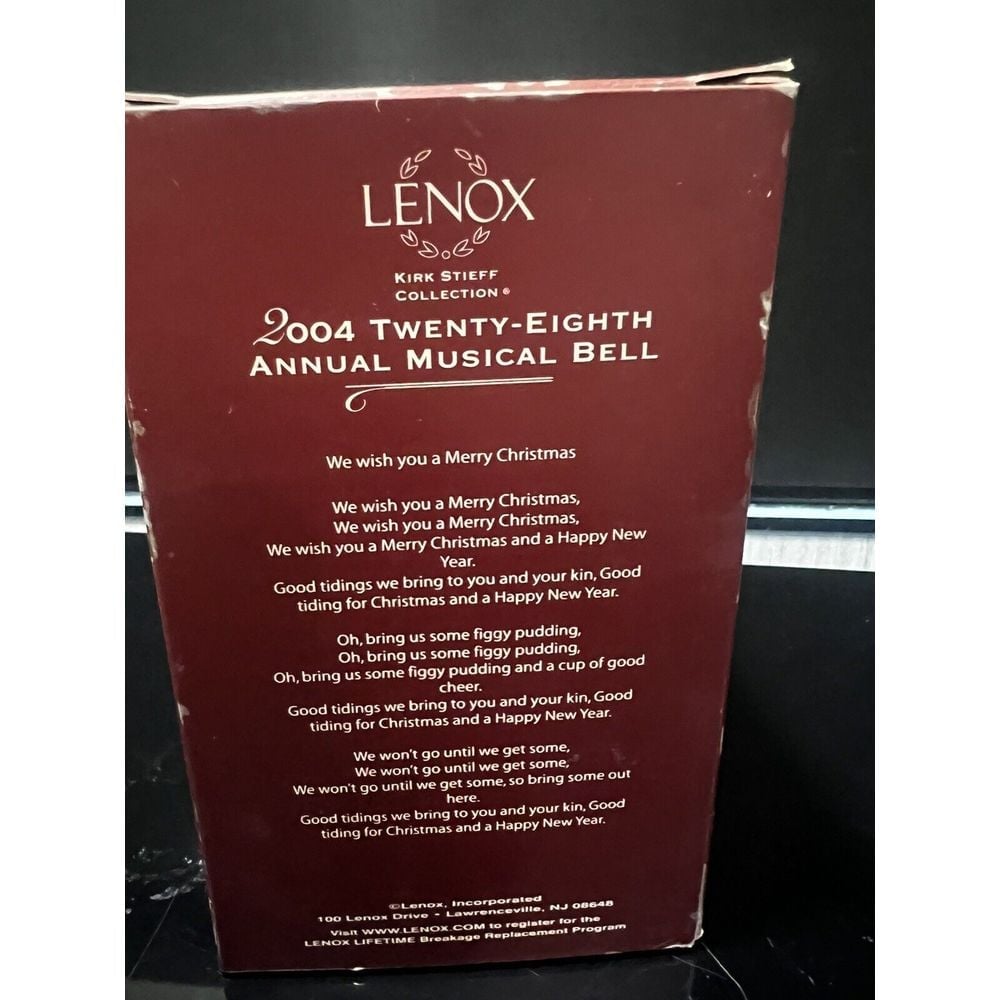 LENOX
KIRK STIEFF
COLLECTION®
2004 TWENTY-EIGHTH
ANNUAL MUSICAL BELL
We wish you a Merry Christmas
We wish you a Merry Christmas,
We wish you a Merry Christmas,
We wish you a Merry Christmas and a Happy New
Year.
Good tidings we bring to you and your kin, Good
tiding for Christmas and a Happy New Year.
Oh, bring us some figgy pudding,
Oh, bring us some figgy pudding,
Oh, bring us some figgy pudding and a cup of good
cheer.
Good tidings we bring to you and your kin, Good
tiding for Christmas and a Happy New Year.
We won't go until we get some,
We won't go until we get some,
We won't go until we get some, so bring some out
here.
Good tidings we bring to you and your kin, Good
tiding for Christmas and a Happy New Year.
©Lenox, Incorporated
100 Lenox Drive • Lawrenceville, NJ 08648
Visit WWW.LENOX.COM to register for the
LENOX LIFETIME Breakage Replacement Program